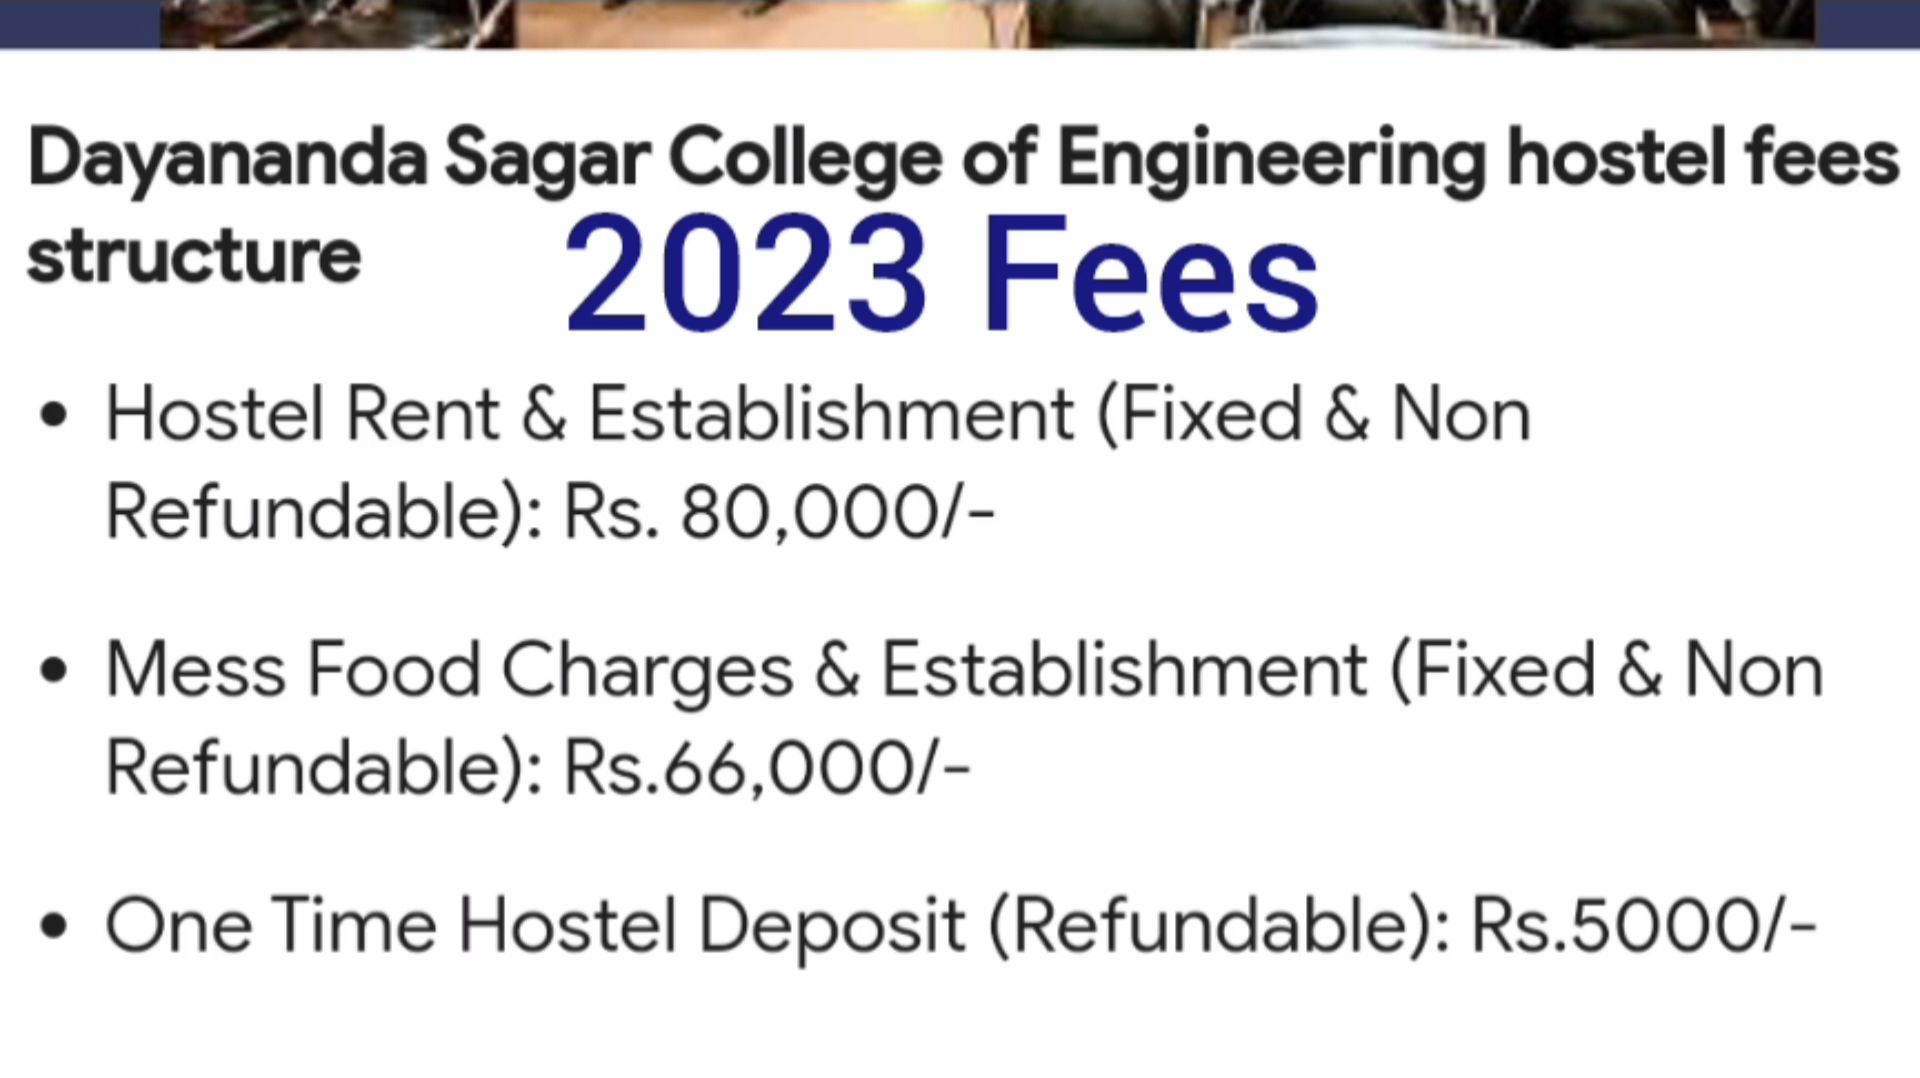 Dayananda Sagar College of Engineering hostel fees
structure
2023 Fees
• Hostel Rent & Establishment (Fixed & Non
Refundable): Rs. 80,000/-
• Mess Food Charges & Establishment (Fixed & Non
Refundable): Rs.66,000/-
• One Time Hostel Deposit (Refundable): Rs.5000/-